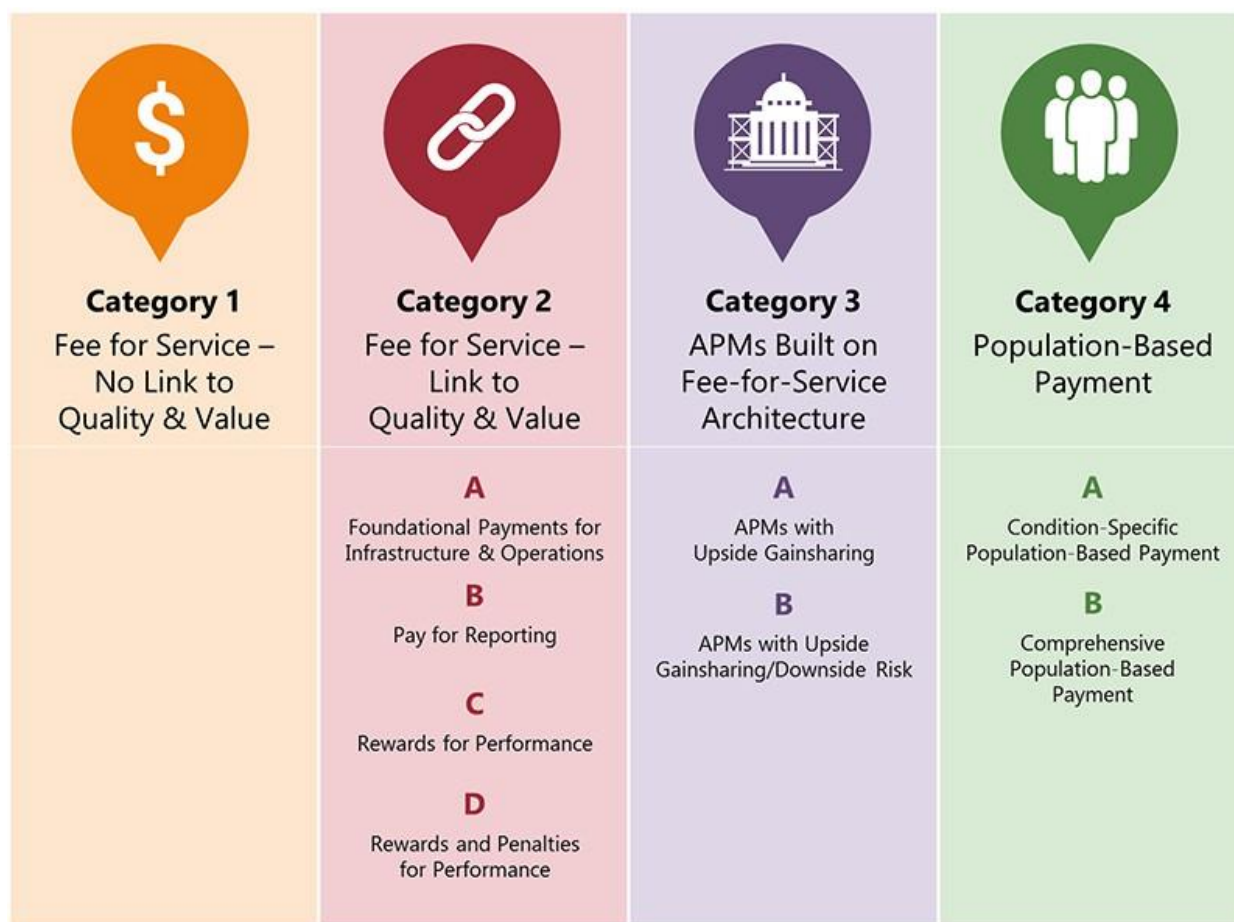 $
Category 1
Fee for Service –
No Link to
Quality & Value
Category 2
Fee for Service –
Link to
Quality & Value
A
Foundational Payments for
Infrastructure & Operations
B
Pay for Reporting
C
Rewards for Performance
D
Rewards and Penalties
for Performance
Category 3
APMs Built on
Fee-for-Service
Architecture
A
APMs with
Upside Gainsharing
B
APMs with Upside
Gainsharing/Downside Risk
Category 4
Population-Based
Payment
A
Condition-Specific
Population-Based Payment
B
Comprehensive
Population-Based
Payment